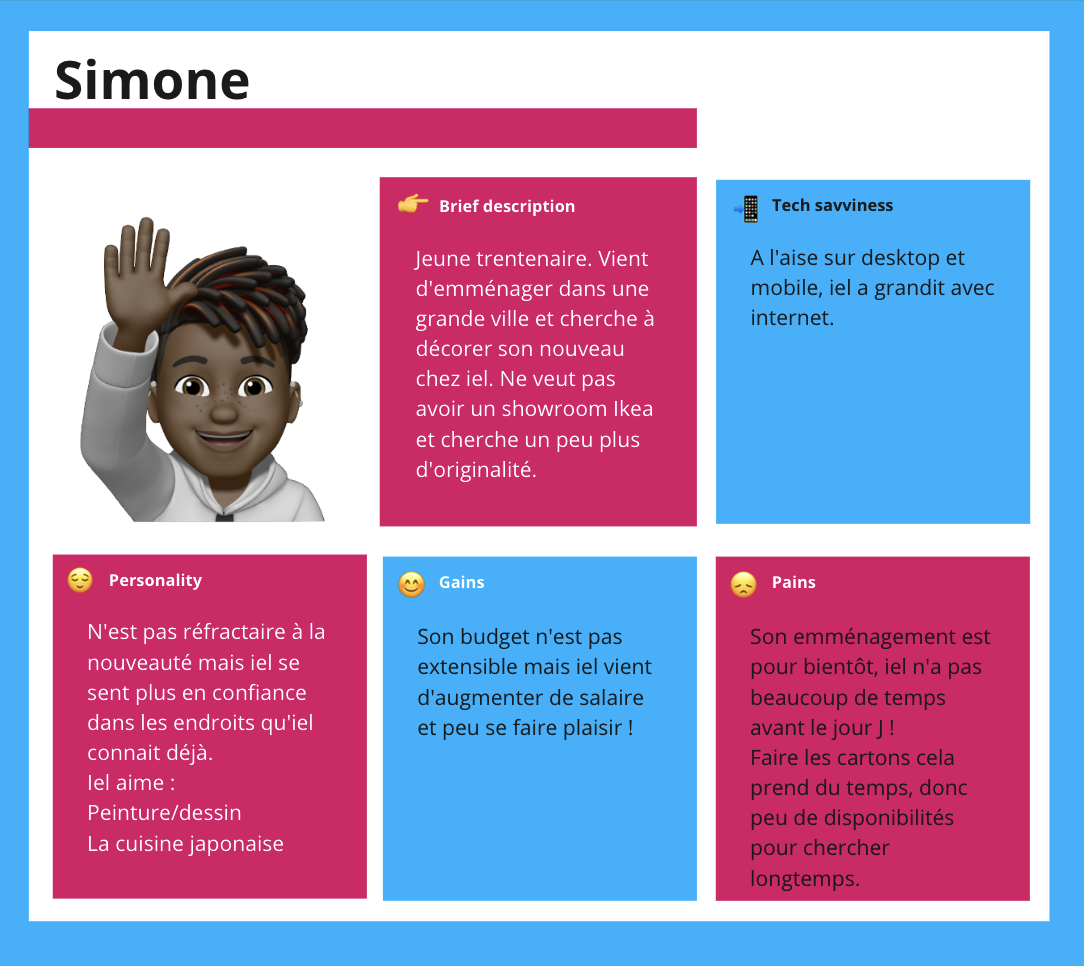 Simone
Brief description
Jeune trentenaire. Vient
d'emménager dans une
grande ville et cherche à
décorer son nouveau
chez iel. Ne veut pas
avoir un showroom Ikea
et cherche un peu plus
d'originalité.
Tech savviness
A l'aise sur desktop et
mobile, iel a grandit avec
internet.
Personality
N'est pas réfractaire à la
nouveauté mais iel se
sent plus en confiance
dans les endroits qu'iel
connait déjà.
Iel aime :
Peinture/dessin
La cuisine japonaise
Gains
Son budget n'est pas
extensible mais iel vient
d'augmenter de salaire
et peu se faire plaisir !
Pains
Son emménagement est
pour bientôt, iel n'a pas
beaucoup de temps
avant le jour J !
Faire les cartons cela
prend du temps, donc
peu de disponibilités
pour chercher
longtemps.